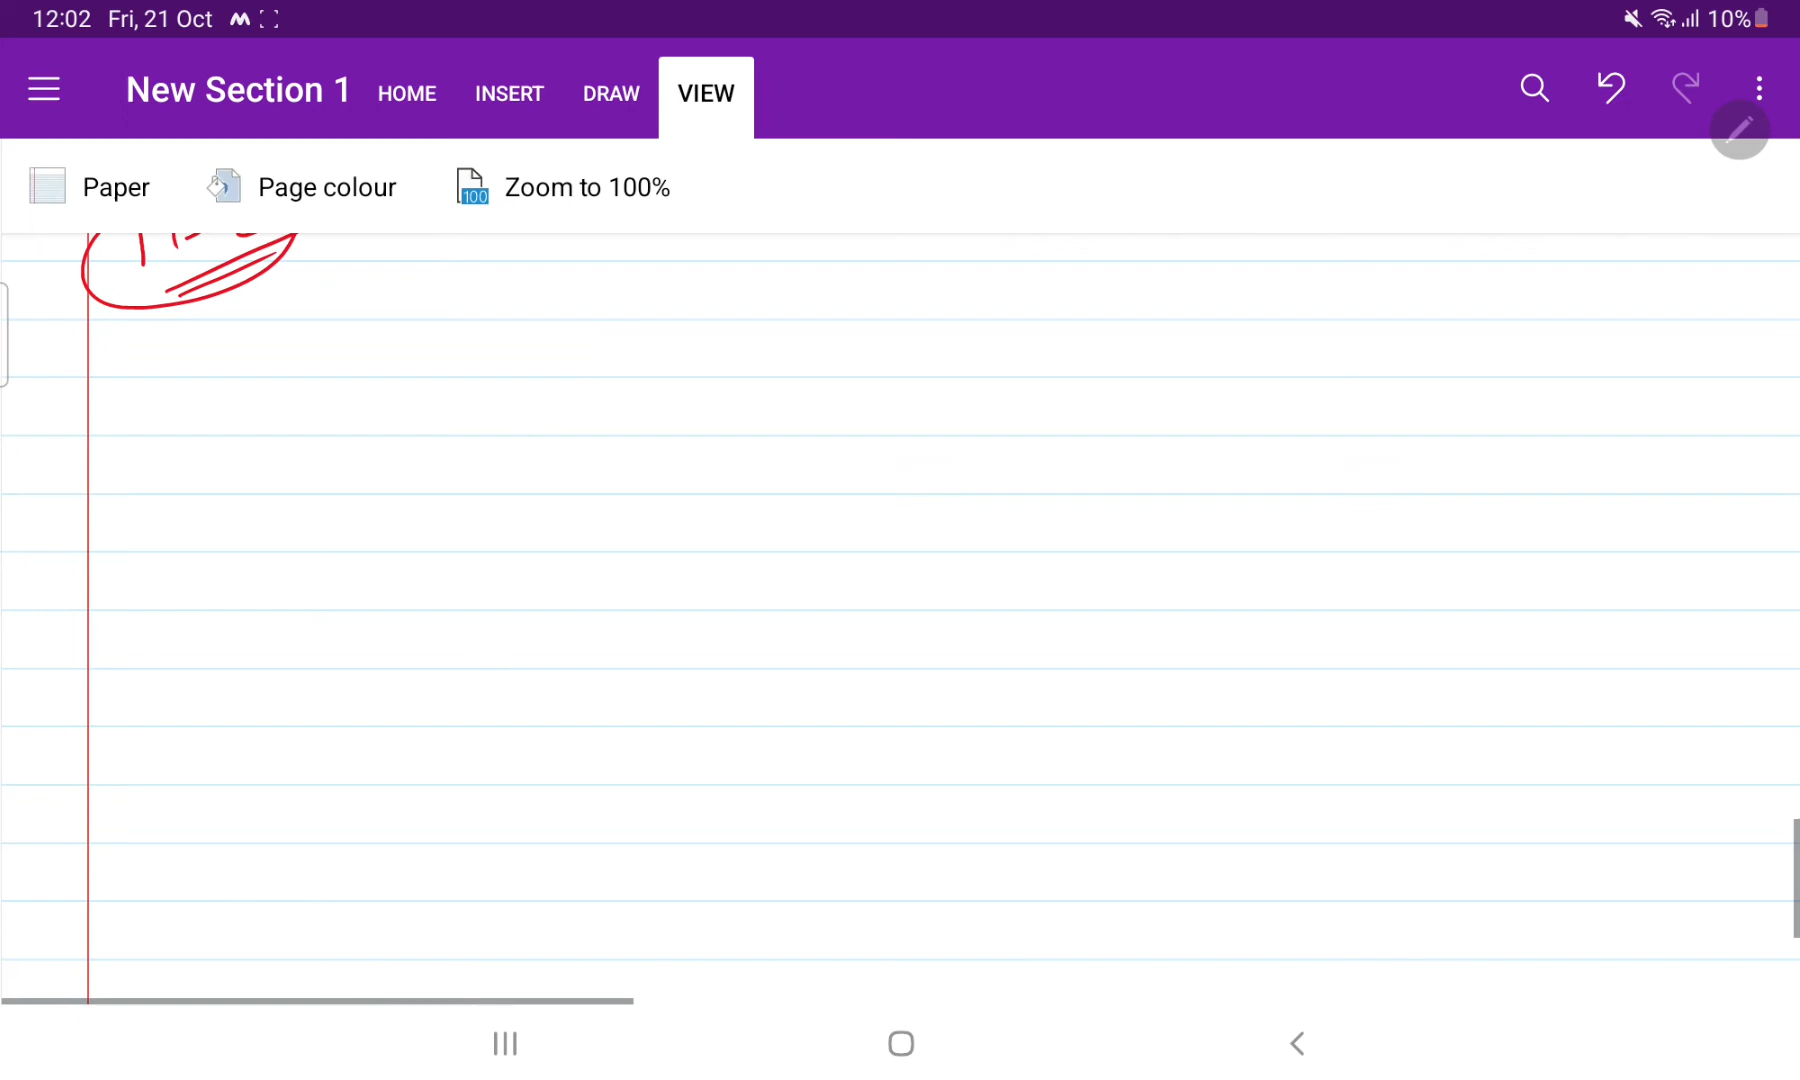 12:02 Fri, 21 Oct 10%
New Section 1 HOME INSERT DRAW VIEW
Paper Page colour 100 Zoom to 100%